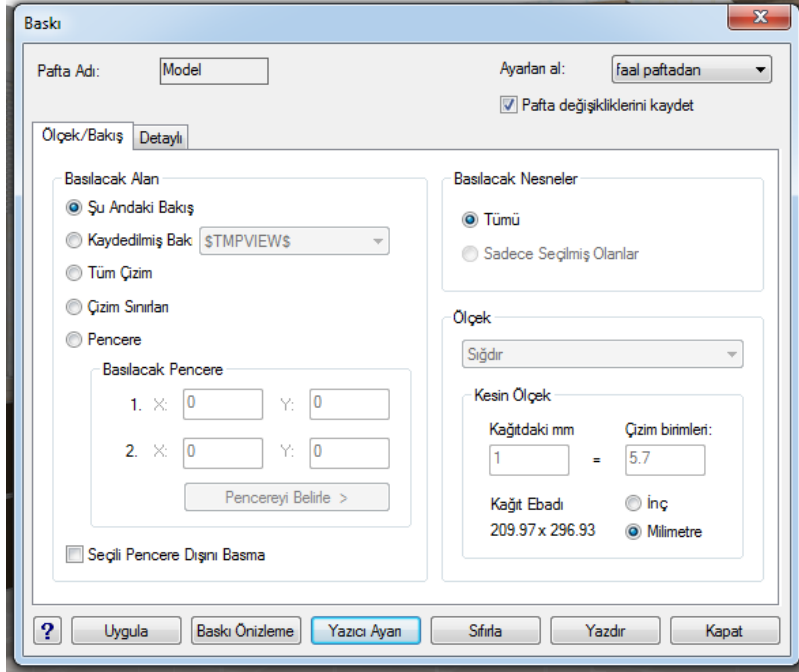 Baskı
Pafta Adı: Model
Ayarları al: faal paftadan
Pafta değişikliklerini kaydet
Ölçek/Bakış Detaylı
Basılacak Alan
Şu Andaki Bakış
Kaydedilmiş Bak $TMPVIEW$
Tüm Çizim
Çizim Sınırları
Pencere
Basılacak Pencere
1. X: 0 Y: 0
2. X: 0 Y: 0
Pencereyi Belirle >
Seçili Pencere Dışını Basma
Basılacak Nesneler
Tümü
Sadece Seçilmiş Olanlar
Ölçek
Sığdır
Kesin Ölçek
Kağıtdaki mm Çizim birimleri:
1 = 5.7
Kağıt Ebadı İnç
209.97 x 296.93 Milimetre
? Uygula Baskı Önizleme Yazıcı Ayarı Sıfırla Yazdır Kapat